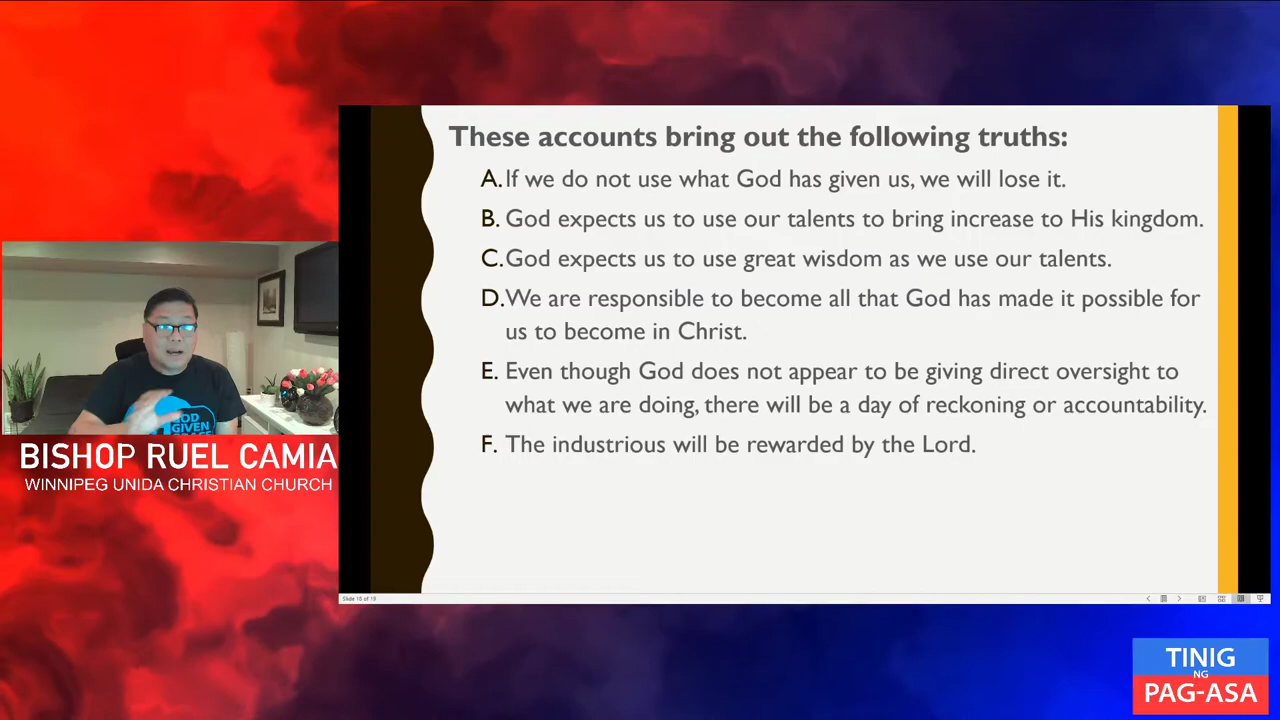 These accounts bring out the following truths:
A. If we do not use what God has given us, we will lose it.
B. God expects us to use our talents to bring increase to His kingdom.
C. God expects us to use great wisdom as we use our talents.
D. We are responsible to become all that God has made it possible for
us to become in Christ.
E. Even though God does not appear to be giving direct oversight to
what we are doing, there will be a day of reckoning or accountability.
F. The industrious will be rewarded by the Lord.
GIVEN
BISHOP RUEL CAMIA
WINNIPEG UNIDA CHRISTIAN CHURCH
Slide 18 of 19
TINIG
NG
PAG-ASA